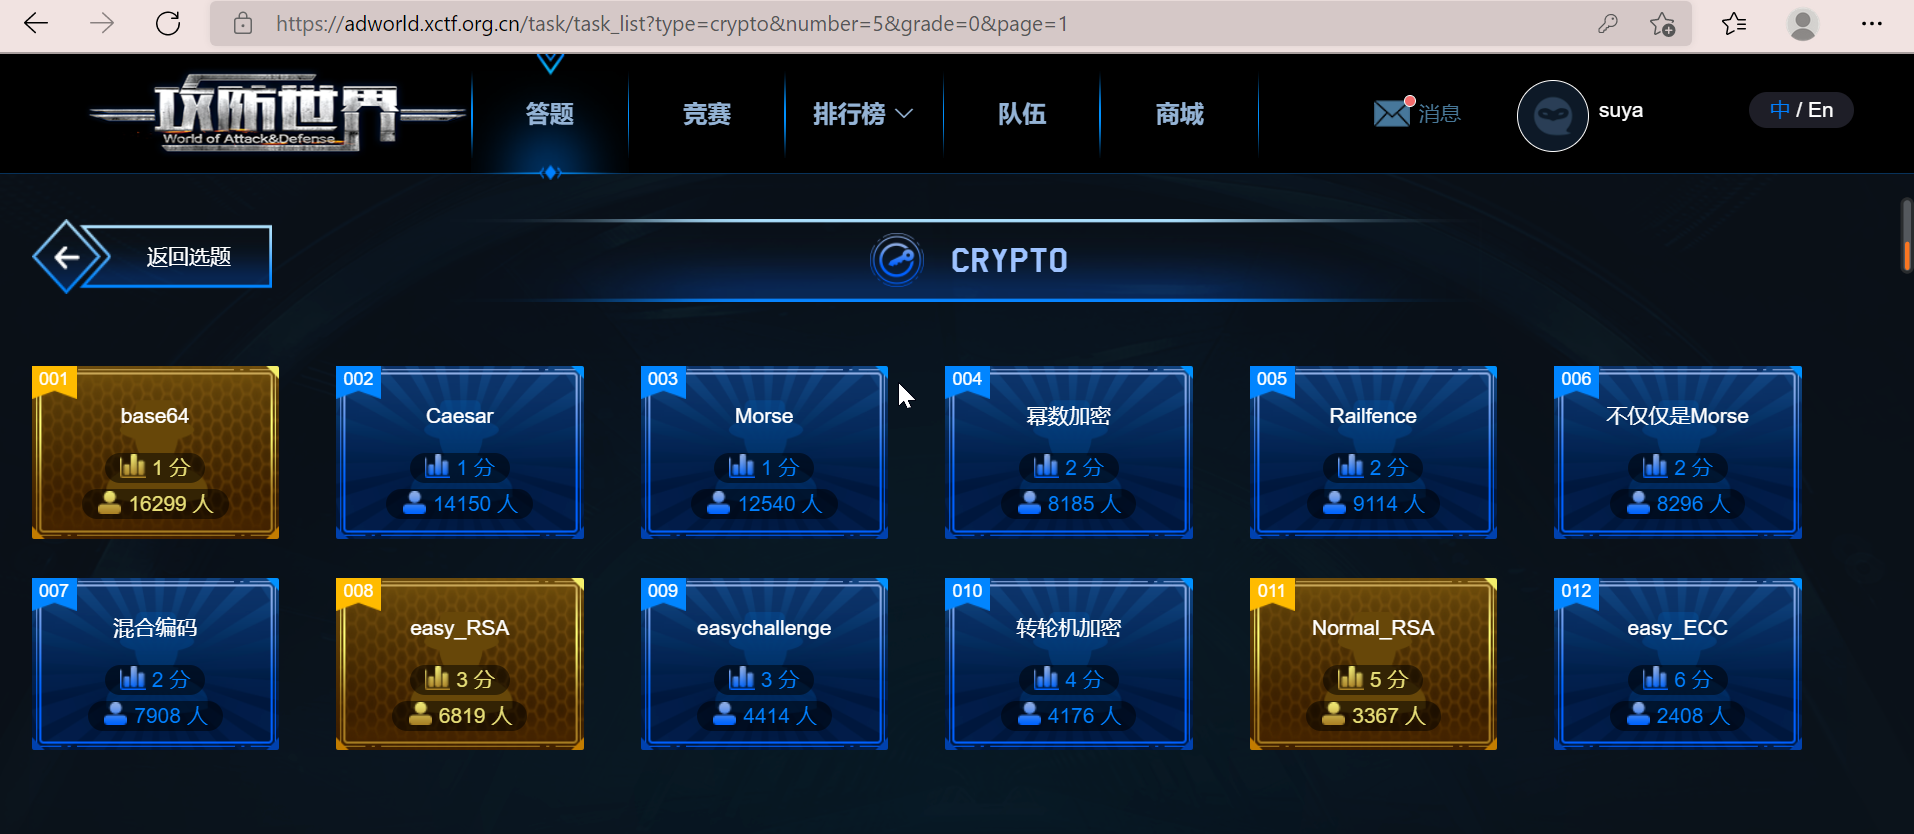 https://adworld.xctf.org.cn/task/task_list?type=crypto&number=5&grade=0&page=1
攻防世界
World of Attack&Defense
答题 竞赛 排行榜 队伍 商城 消息 suya 中 / En
返回选题
CRYPTO
001
base64
1 分
16299 人
002
Caesar
1 分
14150 人
003
Morse
1 分
12540 人
004
幂数加密
2 分
8185 人
005
Railfence
2 分
9114 人
006
不仅仅是Morse
2 分
8296 人
007
混合编码
2 分
7908 人
008
easy_RSA
3 分
6819 人
009
easychallenge
3 分
4414 人
010
转轮机加密
4 分
4176 人
011
Normal_RSA
5 分
3367 人
012
easy_ECC
6 分
2408 人